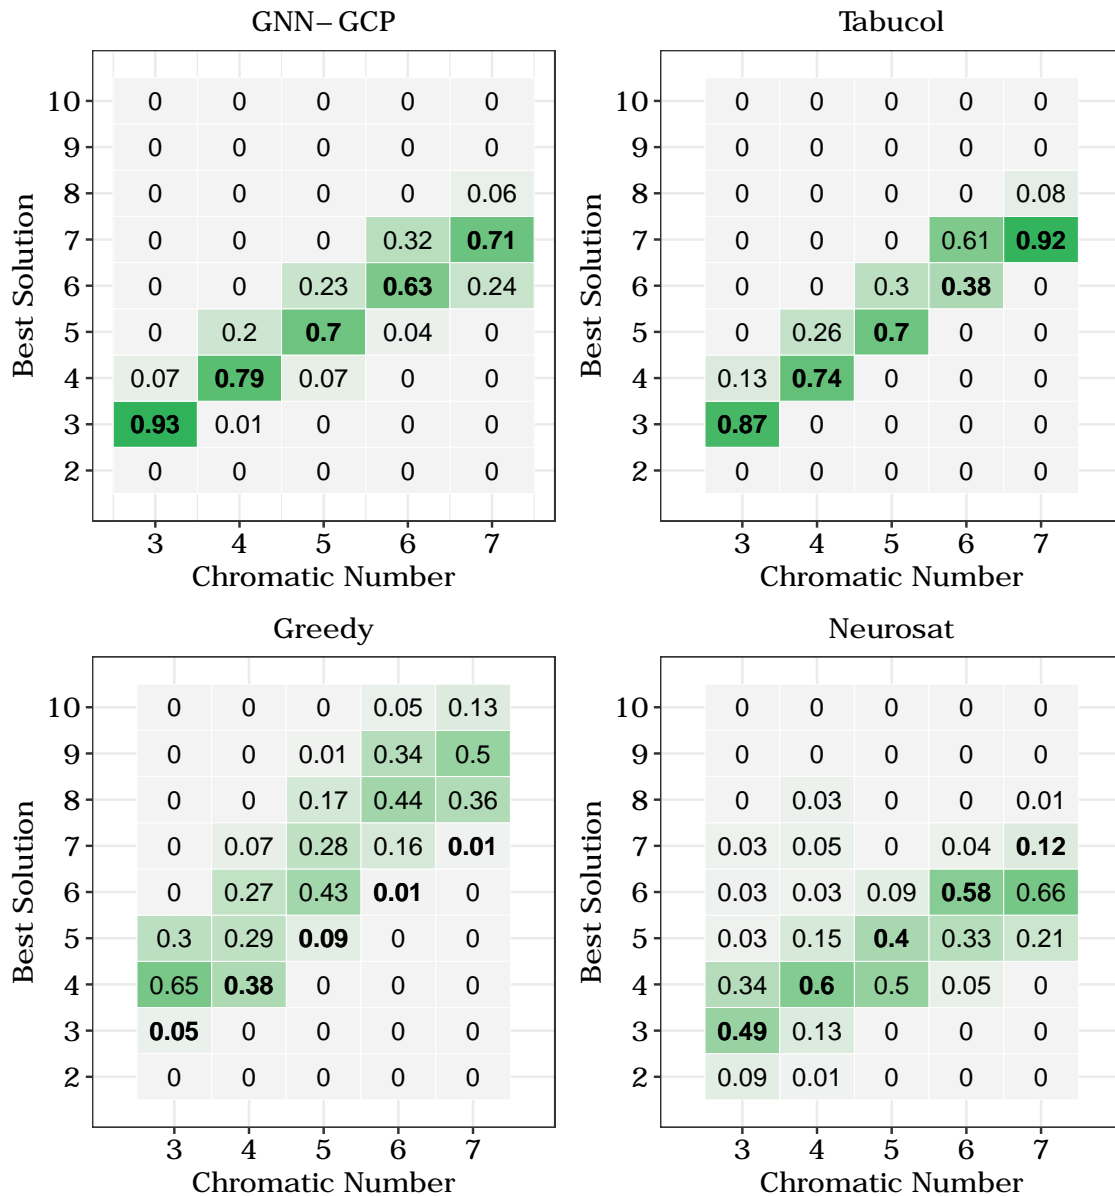 GNN–GCP
Best Solution
10 0 0 0 0 0
9 0 0 0 0 0
8 0 0 0 0 0.06
7 0 0 0 0.32 0.71
6 0 0 0.23 0.63 0.24
5 0 0.2 0.7 0.04 0
4 0.07 0.79 0.07 0 0
3 0.93 0.01 0 0 0
2 0 0 0 0 0
3 4 5 6 7
Chromatic Number
Tabucol
Best Solution
10 0 0 0 0 0
9 0 0 0 0 0
8 0 0 0 0 0.08
7 0 0 0 0.61 0.92
6 0 0 0.3 0.38 0
5 0 0.26 0.7 0 0
4 0.13 0.74 0 0 0
3 0.87 0 0 0 0
2 0 0 0 0 0
3 4 5 6 7
Chromatic Number
Greedy
Best Solution
10 0 0 0 0.05 0.13
9 0 0 0.01 0.34 0.5
8 0 0 0.17 0.44 0.36
7 0 0.07 0.28 0.16 0.01
6 0 0.27 0.43 0.01 0
5 0.3 0.29 0.09 0 0
4 0.65 0.38 0 0 0
3 0.05 0 0 0 0
2 0 0 0 0 0
3 4 5 6 7
Chromatic Number
Neurosat
Best Solution
10 0 0 0 0 0
9 0 0 0 0 0
8 0 0.03 0 0 0.01
7 0.03 0.05 0 0.04 0.12
6 0.03 0.03 0.09 0.58 0.66
5 0.03 0.15 0.4 0.33 0.21
4 0.34 0.6 0.5 0.05 0
3 0.49 0.13 0 0 0
2 0.09 0.01 0 0 0
3 4 5 6 7
Chromatic Number